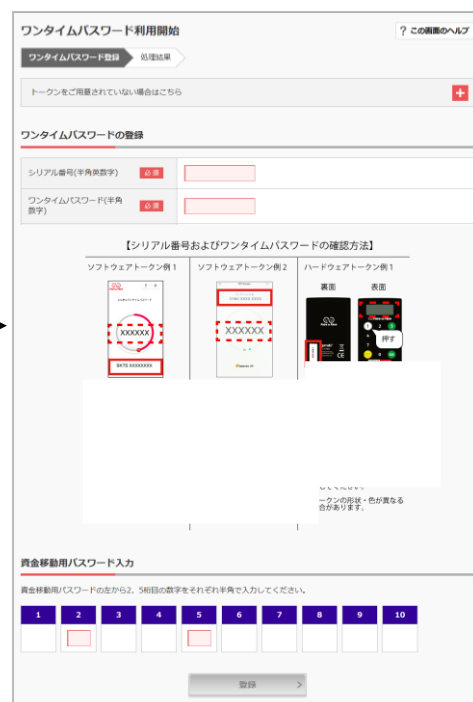 ワンタイムパスワード利用開始
? この画面のヘルプ
ワンタイムパスワード登録
処理結果
トークンをご用意されていない場合はこちら
ワンタイムパスワードの登録
シリアル番号(半角英数字)
必須
ワンタイムパスワード(半角
数字)
必須
【シリアル番号およびワンタイムパスワードの確認方法】
ソフトウェアトークン例1
ソフトウェアトークン例2
ハードウェアトークン例1
裏面
表面
XXXXXX
XXXXXX
押す
してください。
ークンの形状・色が異なる
合があります。
資金移動用パスワード入力
資金移動用パスワードの左から2、5桁目の数字をそれぞれ半角で入力してください。
1 2 3 4 5 6 7 8 9 10
登録 >